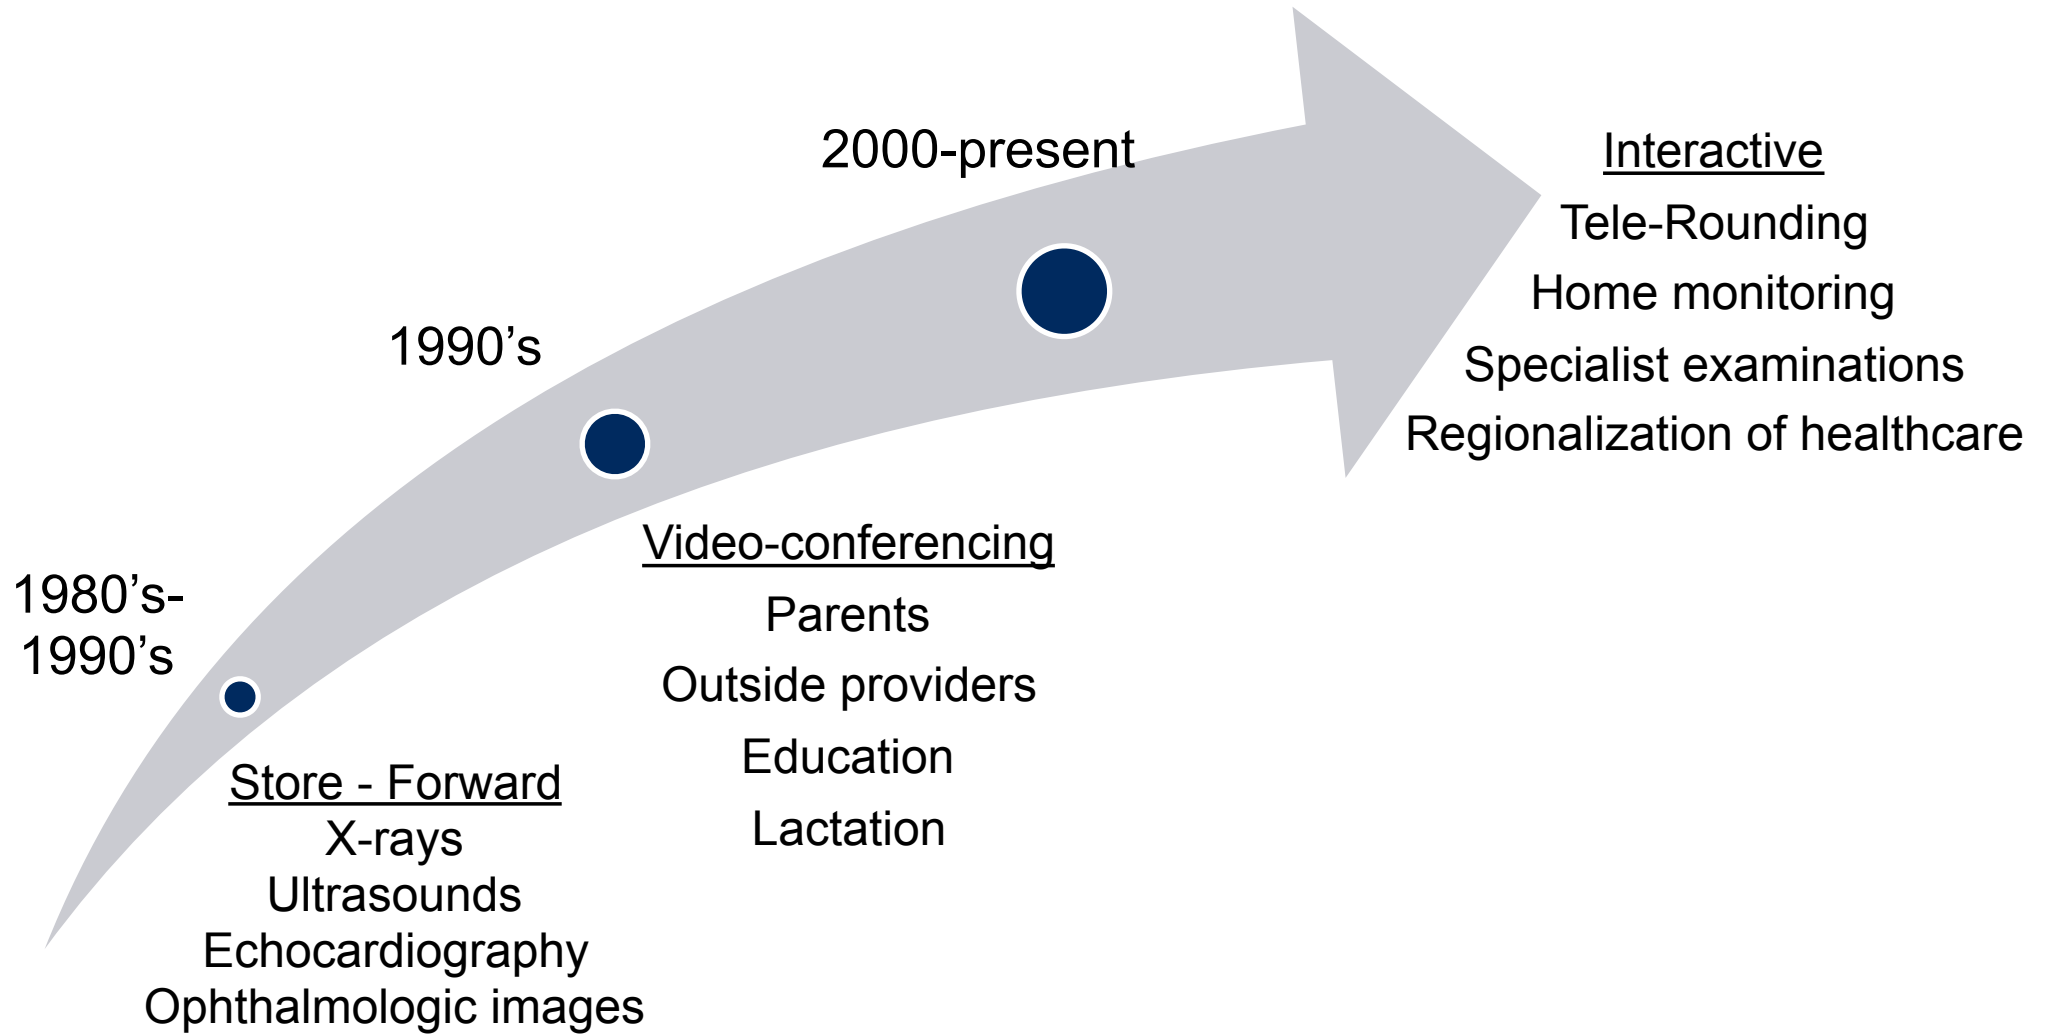 1980’s-
1990’s
Store - Forward
X-rays
Ultrasounds
Echocardiography
Ophthalmologic images
1990’s
Video-conferencing
Parents
Outside providers
Education
Lactation
2000-present
Interactive
Tele-Rounding
Home monitoring
Specialist examinations
Regionalization of healthcare